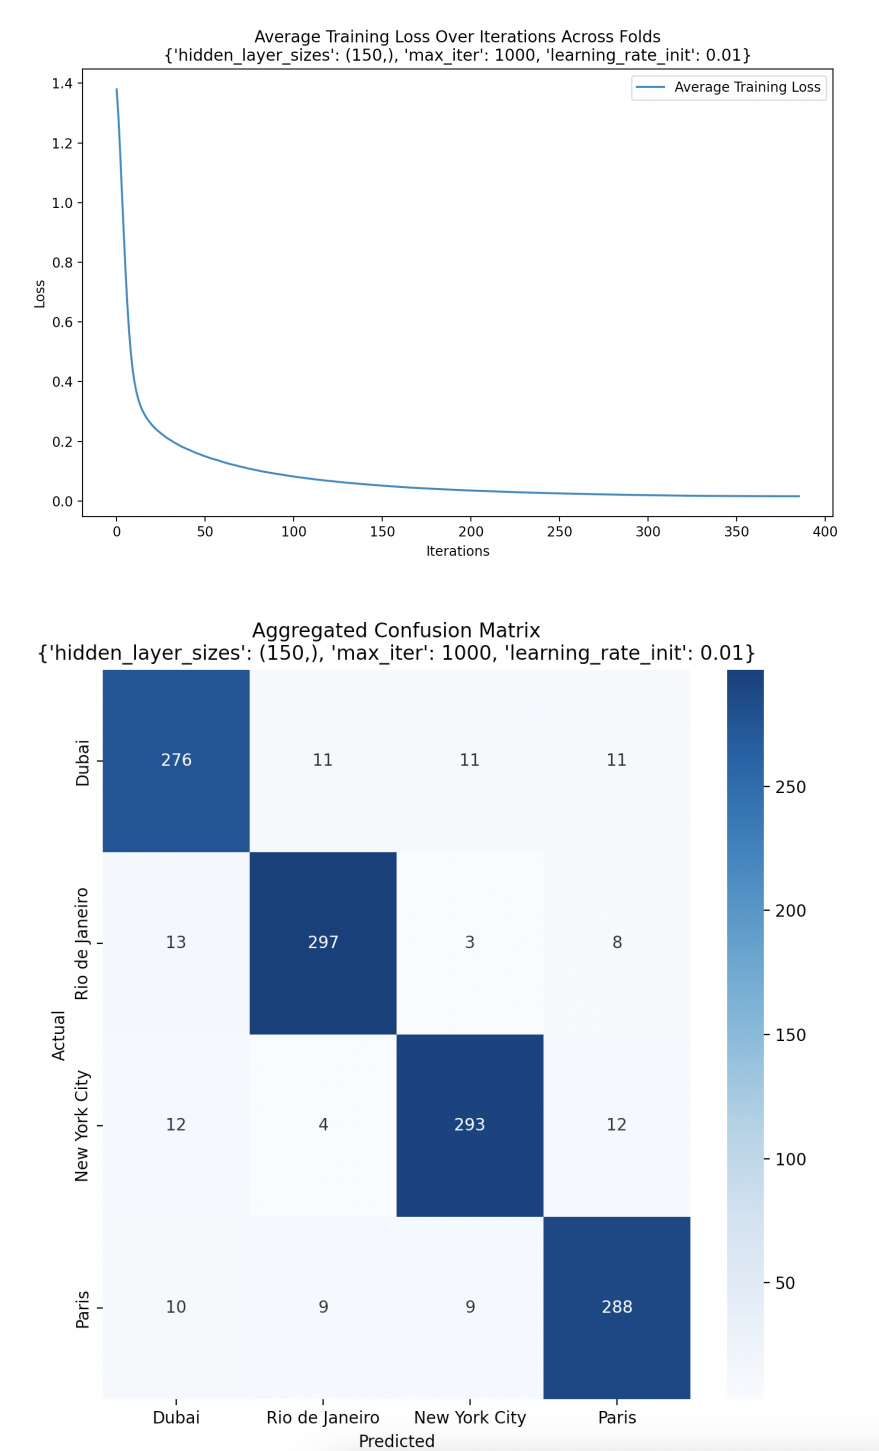 Average Training Loss Over Iterations Across Folds
{'hidden_layer_sizes': (150,), 'max_iter': 1000, 'learning_rate_init': 0.01}
Average Training Loss
1.4
1.2
1.0
0.8
0.6
0.4
0.2
0.0
Loss
0 50 100 150 200 250 300 350 400
Iterations
Aggregated Confusion Matrix
{'hidden_layer_sizes': (150,), 'max_iter': 1000, 'learning_rate_init': 0.01}
Actual
Dubai 276 11 11 11
Rio de Janeiro 13 297 3 8
New York City 12 4 293 12
Paris 10 9 9 288
Dubai Rio de Janeiro New York City Paris
Predicted
250
200
150
100
50